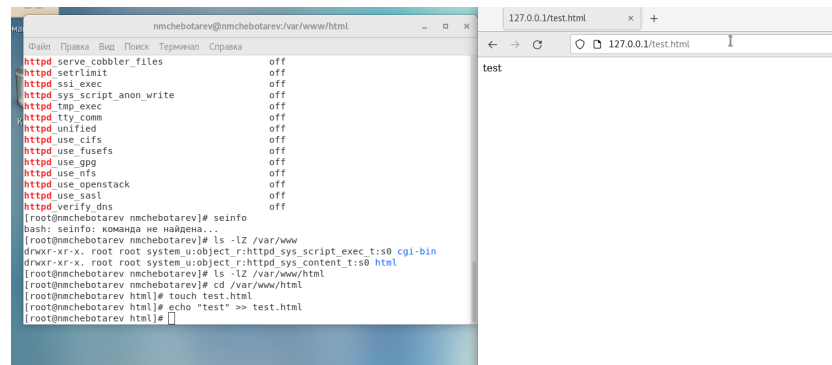 nmchebotarev@nmchebotarev:/var/www/html
Файл Правка Вид Поиск Терминал Справка
httpd_serve_cobbler_files off
httpd_setrlimit off
httpd_ssi_exec off
httpd_sys_script_anon_write off
httpd_tmp_exec off
httpd_tty_comm off
httpd_unified off
httpd_use_cifs off
httpd_use_fusefs off
httpd_use_gpg off
httpd_use_nfs off
httpd_use_openstack off
httpd_use_sasl off
httpd_verify_dns off
[root@nmchebotarev nmchebotarev]# seinfo
bash: seinfo: команда не найдена...
[root@nmchebotarev nmchebotarev]# ls -lZ /var/www
drwxr-xr-x. root root system_u:object_r:httpd_sys_script_exec_t:s0 cgi-bin
drwxr-xr-x. root root system_u:object_r:httpd_sys_content_t:s0 html
[root@nmchebotarev nmchebotarev]# ls -lZ /var/www/html
[root@nmchebotarev nmchebotarev]# cd /var/www/html
[root@nmchebotarev html]# touch test.html
[root@nmchebotarev html]# echo "test" >> test.html
[root@nmchebotarev html]#
127.0.0.1/test.html
127.0.0.1/test.html
test